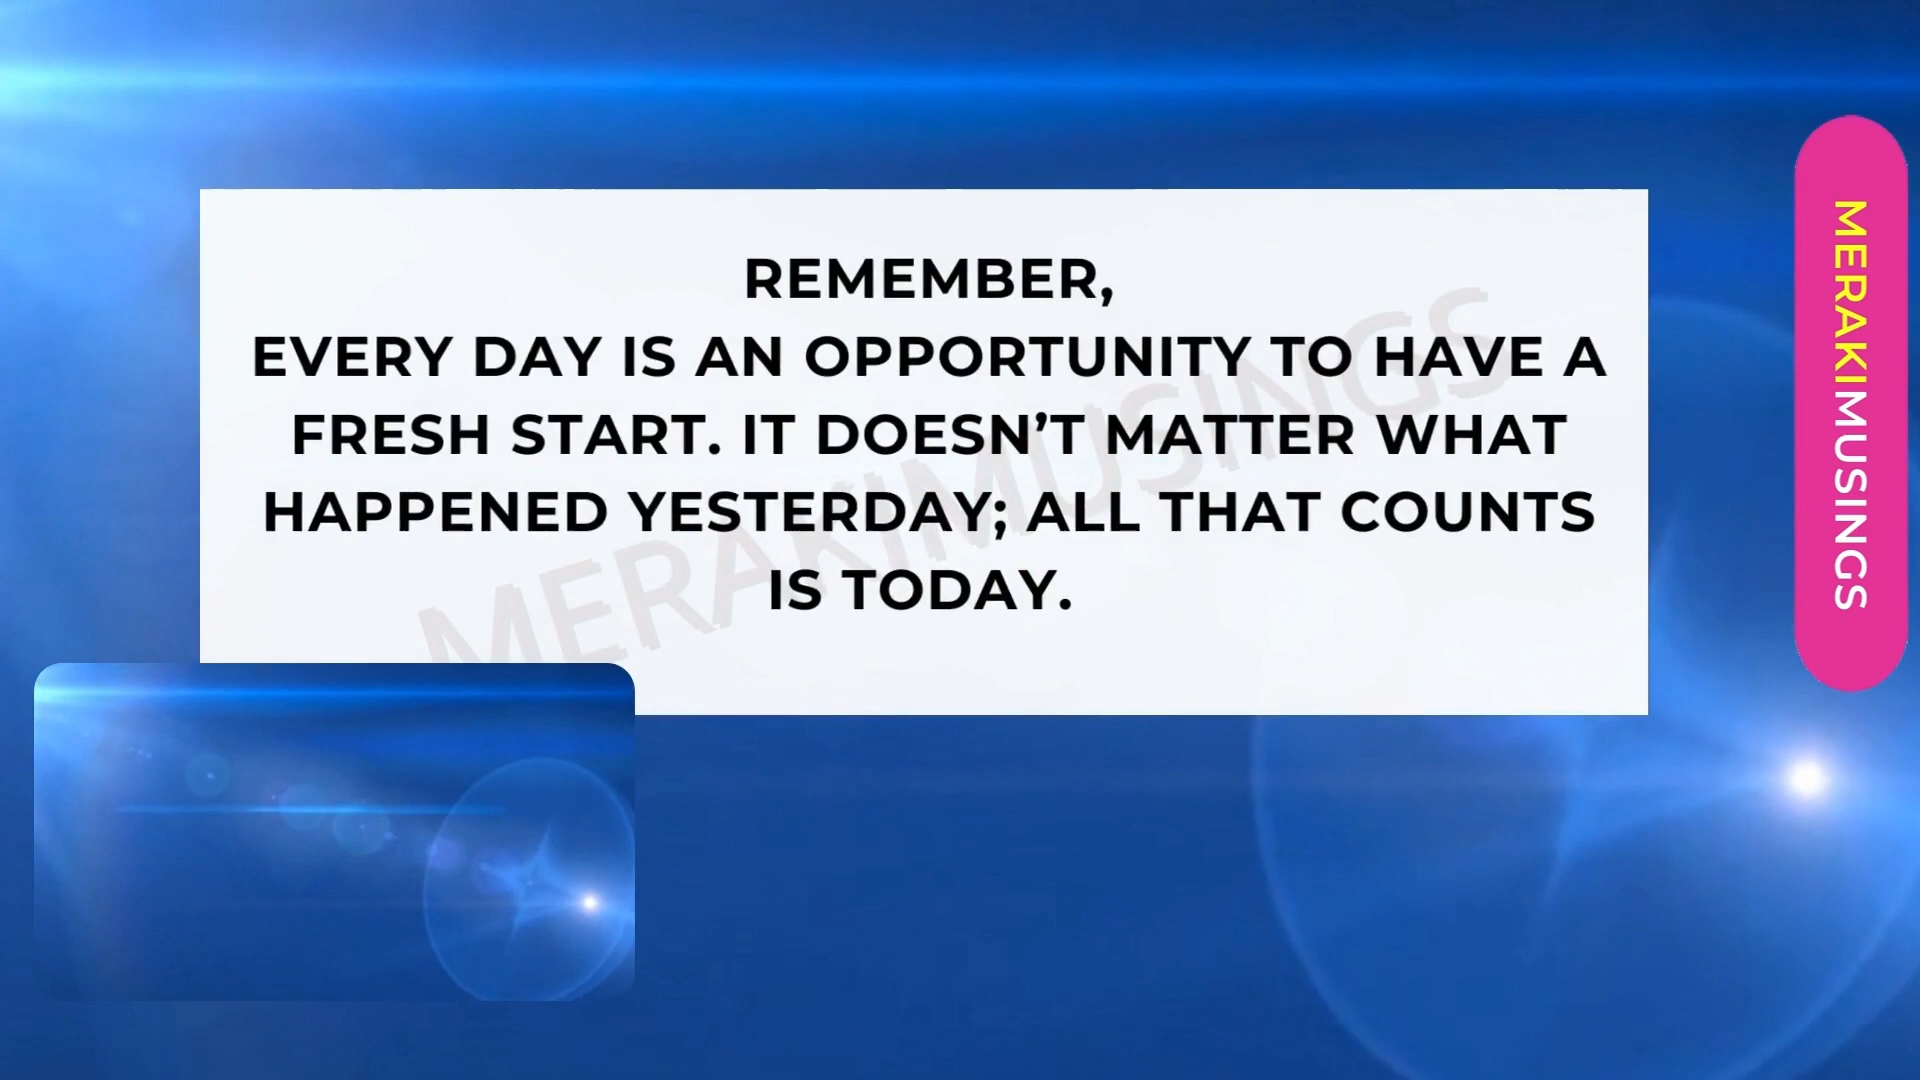 REMEMBER,
EVERY DAY IS AN OPPORTUNITY TO HAVE A
FRESH START. IT DOESN’T MATTER WHAT
HAPPENED YESTERDAY; ALL THAT COUNTS
IS TODAY.
MERAKIMUSINGS
MERAKIMUSINGS